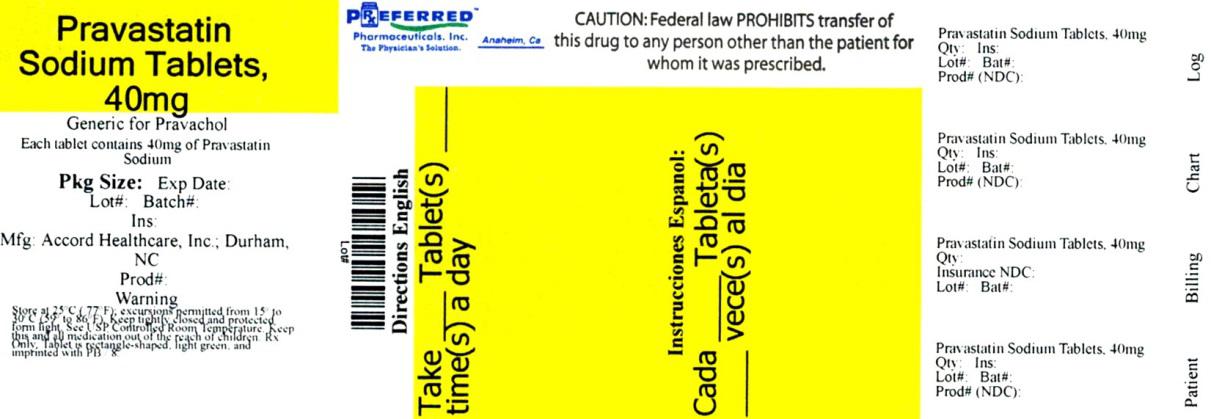 Pravastatin
Sodium Tablets,
40mg
Generic for Pravachol
Each tablet contains 40mg of Pravastatin
Sodium
Pkg Size: Exp Date:
Lot#: Batch#:
Ins:
Mfg: Accord Healthcare, Inc.; Durham,
NC
Prod#:
Warning
Store at 25°C (77°F); excursions permitted from 15° to
30°C (59° to 86°F). Keep tightly closed and protected
form light. See USP Controlled Room Temperature. Keep
this and all medication out of the reach of children. Rx
Only; Tablet is rectangle-shaped, light green, and
imprinted with PB / 8.
PREFERRED
Pharmaceuticals, Inc.
The Physician's Solution.
Anaheim, Ca
CAUTION: Federal law PROHIBITS transfer of
this drug to any person other than the patient for
whom it was prescribed.
Lot#
Directions English
Take ___ Tablet(s) ___
time(s) a day
Instrucciones Espanol:
Cada ___ Tableta(s)
___ vece(s) al dia
Pravastatin Sodium Tablets, 40mg
Qty: Ins:
Lot#: Bat#:
Prod# (NDC):
Log
Pravastatin Sodium Tablets, 40mg
Qty: Ins:
Lot#: Bat#:
Prod# (NDC):
Chart
Pravastatin Sodium Tablets, 40mg
Qty:
Insurance NDC:
Lot#: Bat#:
Billing
Pravastatin Sodium Tablets, 40mg
Qty: Ins:
Lot#: Bat#:
Prod# (NDC):
Patient